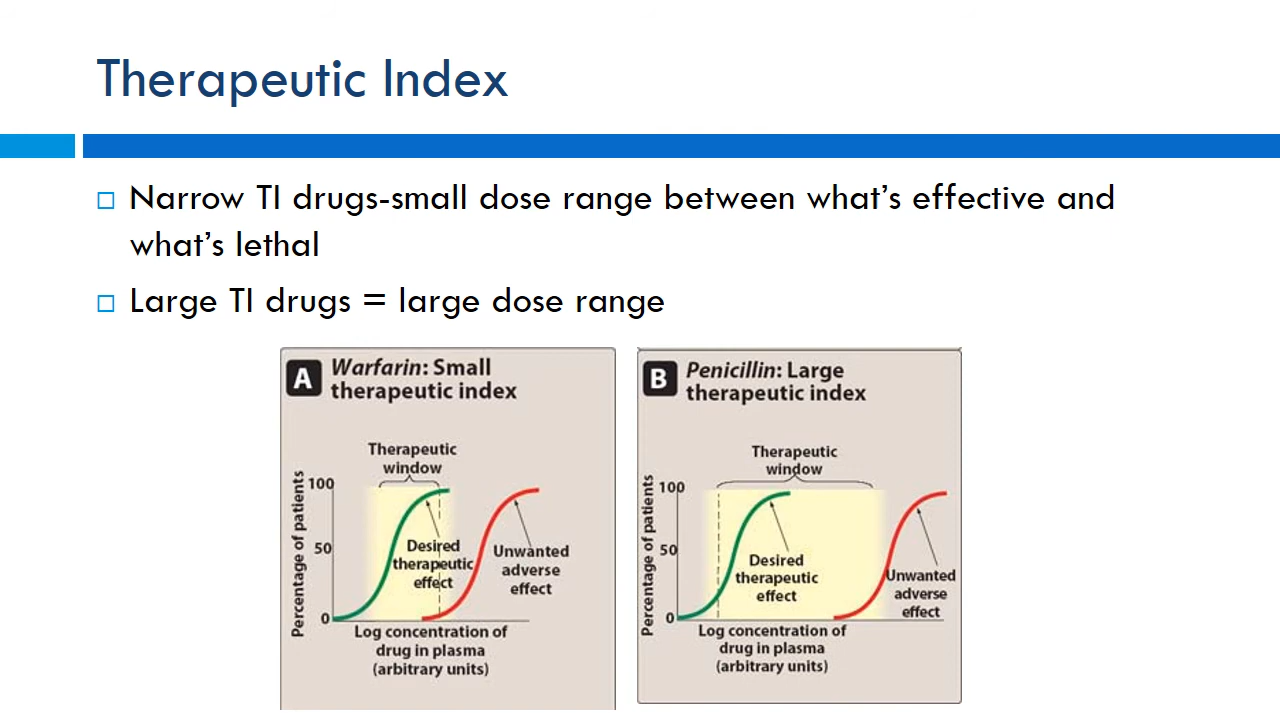 Therapeutic Index
Narrow TI drugs-small dose range between what's effective and
what's lethal
Large TI drugs = large dose range
A
Warfarin: Small
therapeutic index
Therapeutic
window
Percentage of patients
100
50
0
Desired
therapeutic
effect
Unwanted
adverse
effect
Log concentration of
drug in plasma
(arbitrary units)
B
Penicillin: Large
therapeutic index
Therapeutic
window
Percentage of patients
100
50
0
Desired
therapeutic
effect
Unwanted
adverse
effect
Log concentration of
drug in plasma
(arbitrary units)